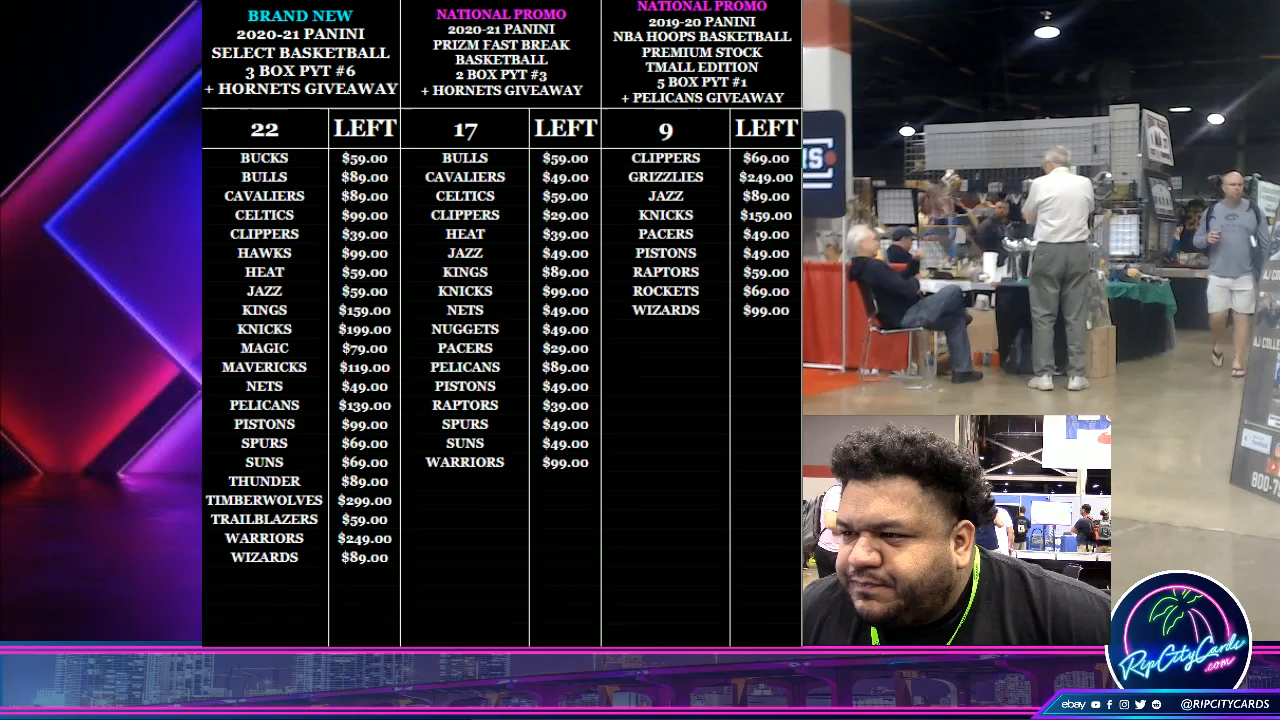 BRAND NEW
2020-21 PANINI
SELECT BASKETBALL
3 BOX PYT #6
+ HORNETS GIVEAWAY
22 LEFT
BUCKS $59.00
BULLS $89.00
CAVALIERS $89.00
CELTICS $99.00
CLIPPERS $39.00
HAWKS $99.00
HEAT $59.00
JAZZ $59.00
KINGS $159.00
KNICKS $199.00
MAGIC $79.00
MAVERICKS $119.00
NETS $49.00
PELICANS $139.00
PISTONS $99.00
SPURS $69.00
SUNS $69.00
THUNDER $89.00
TIMBERWOLVES $299.00
TRAILBLAZERS $59.00
WARRIORS $249.00
WIZARDS $89.00
NATIONAL PROMO
2020-21 PANINI
PRIZM FAST BREAK
BASKETBALL
2 BOX PYT #3
+ HORNETS GIVEAWAY
17 LEFT
BULLS $59.00
CAVALIERS $49.00
CELTICS $59.00
CLIPPERS $29.00
HEAT $39.00
JAZZ $49.00
KINGS $89.00
KNICKS $99.00
NETS $49.00
NUGGETS $49.00
PACERS $29.00
PELICANS $89.00
PISTONS $49.00
RAPTORS $39.00
SPURS $49.00
SUNS $49.00
WARRIORS $99.00
NATIONAL PROMO
2019-20 PANINI
NBA HOOPS BASKETBALL
PREMIUM STOCK
TMALL EDITION
5 BOX PYT #1
+ PELICANS GIVEAWAY
9 LEFT
CLIPPERS $69.00
GRIZZLIES $249.00
JAZZ $89.00
KNICKS $159.00
PACERS $49.00
PISTONS $49.00
RAPTORS $59.00
ROCKETS $69.00
WIZARDS $99.00
AJ COLLE
800-7
RipCityCards
.com
ebay @RIPCITYCARDS